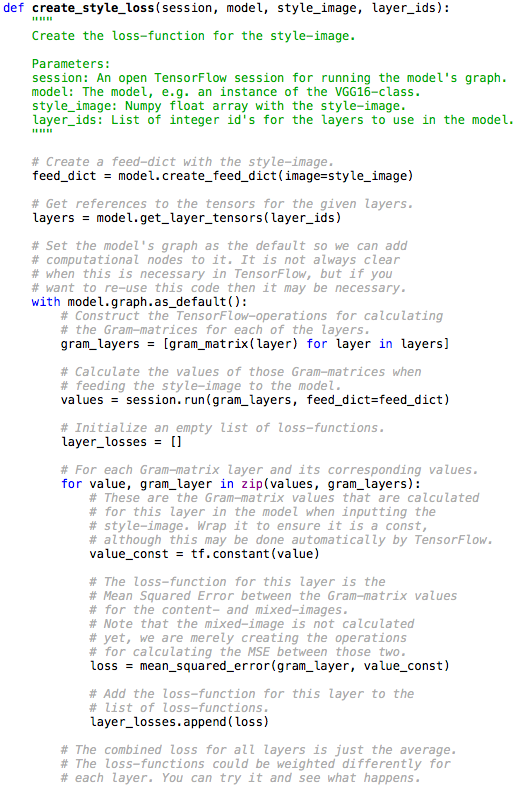 def create_style_loss(session, model, style_image, layer_ids):
    """
    Create the loss-function for the style-image.

    Parameters:
    session: An open TensorFlow session for running the model's graph.
    model: The model, e.g. an instance of the VGG16-class.
    style_image: Numpy float array with the style-image.
    layer_ids: List of integer id's for the layers to use in the model.
    """

    # Create a feed-dict with the style-image.
    feed_dict = model.create_feed_dict(image=style_image)

    # Get references to the tensors for the given layers.
    layers = model.get_layer_tensors(layer_ids)

    # Set the model's graph as the default so we can add
    # computational nodes to it. It is not always clear
    # when this is necessary in TensorFlow, but if you
    # want to re-use this code then it may be necessary.
    with model.graph.as_default():
        # Construct the TensorFlow-operations for calculating
        # the Gram-matrices for each of the layers.
        gram_layers = [gram_matrix(layer) for layer in layers]

        # Calculate the values of those Gram-matrices when
        # feeding the style-image to the model.
        values = session.run(gram_layers, feed_dict=feed_dict)

        # Initialize an empty list of loss-functions.
        layer_losses = []

        # For each Gram-matrix layer and its corresponding values.
        for value, gram_layer in zip(values, gram_layers):
            # These are the Gram-matrix values that are calculated
            # for this layer in the model when inputting the
            # style-image. Wrap it to ensure it is a const,
            # although this may be done automatically by TensorFlow.
            value_const = tf.constant(value)

            # The loss-function for this layer is the
            # Mean Squared Error between the Gram-matrix values
            # for the content- and mixed-images.
            # Note that the mixed-image is not calculated
            # yet, we are merely creating the operations
            # for calculating the MSE between those two.
            loss = mean_squared_error(gram_layer, value_const)

            # Add the loss-function for this layer to the
            # list of loss-functions.
            layer_losses.append(loss)

        # The combined loss for all layers is just the average.
        # The loss-functions could be weighted differently for
        # each layer. You can try it and see what happens.